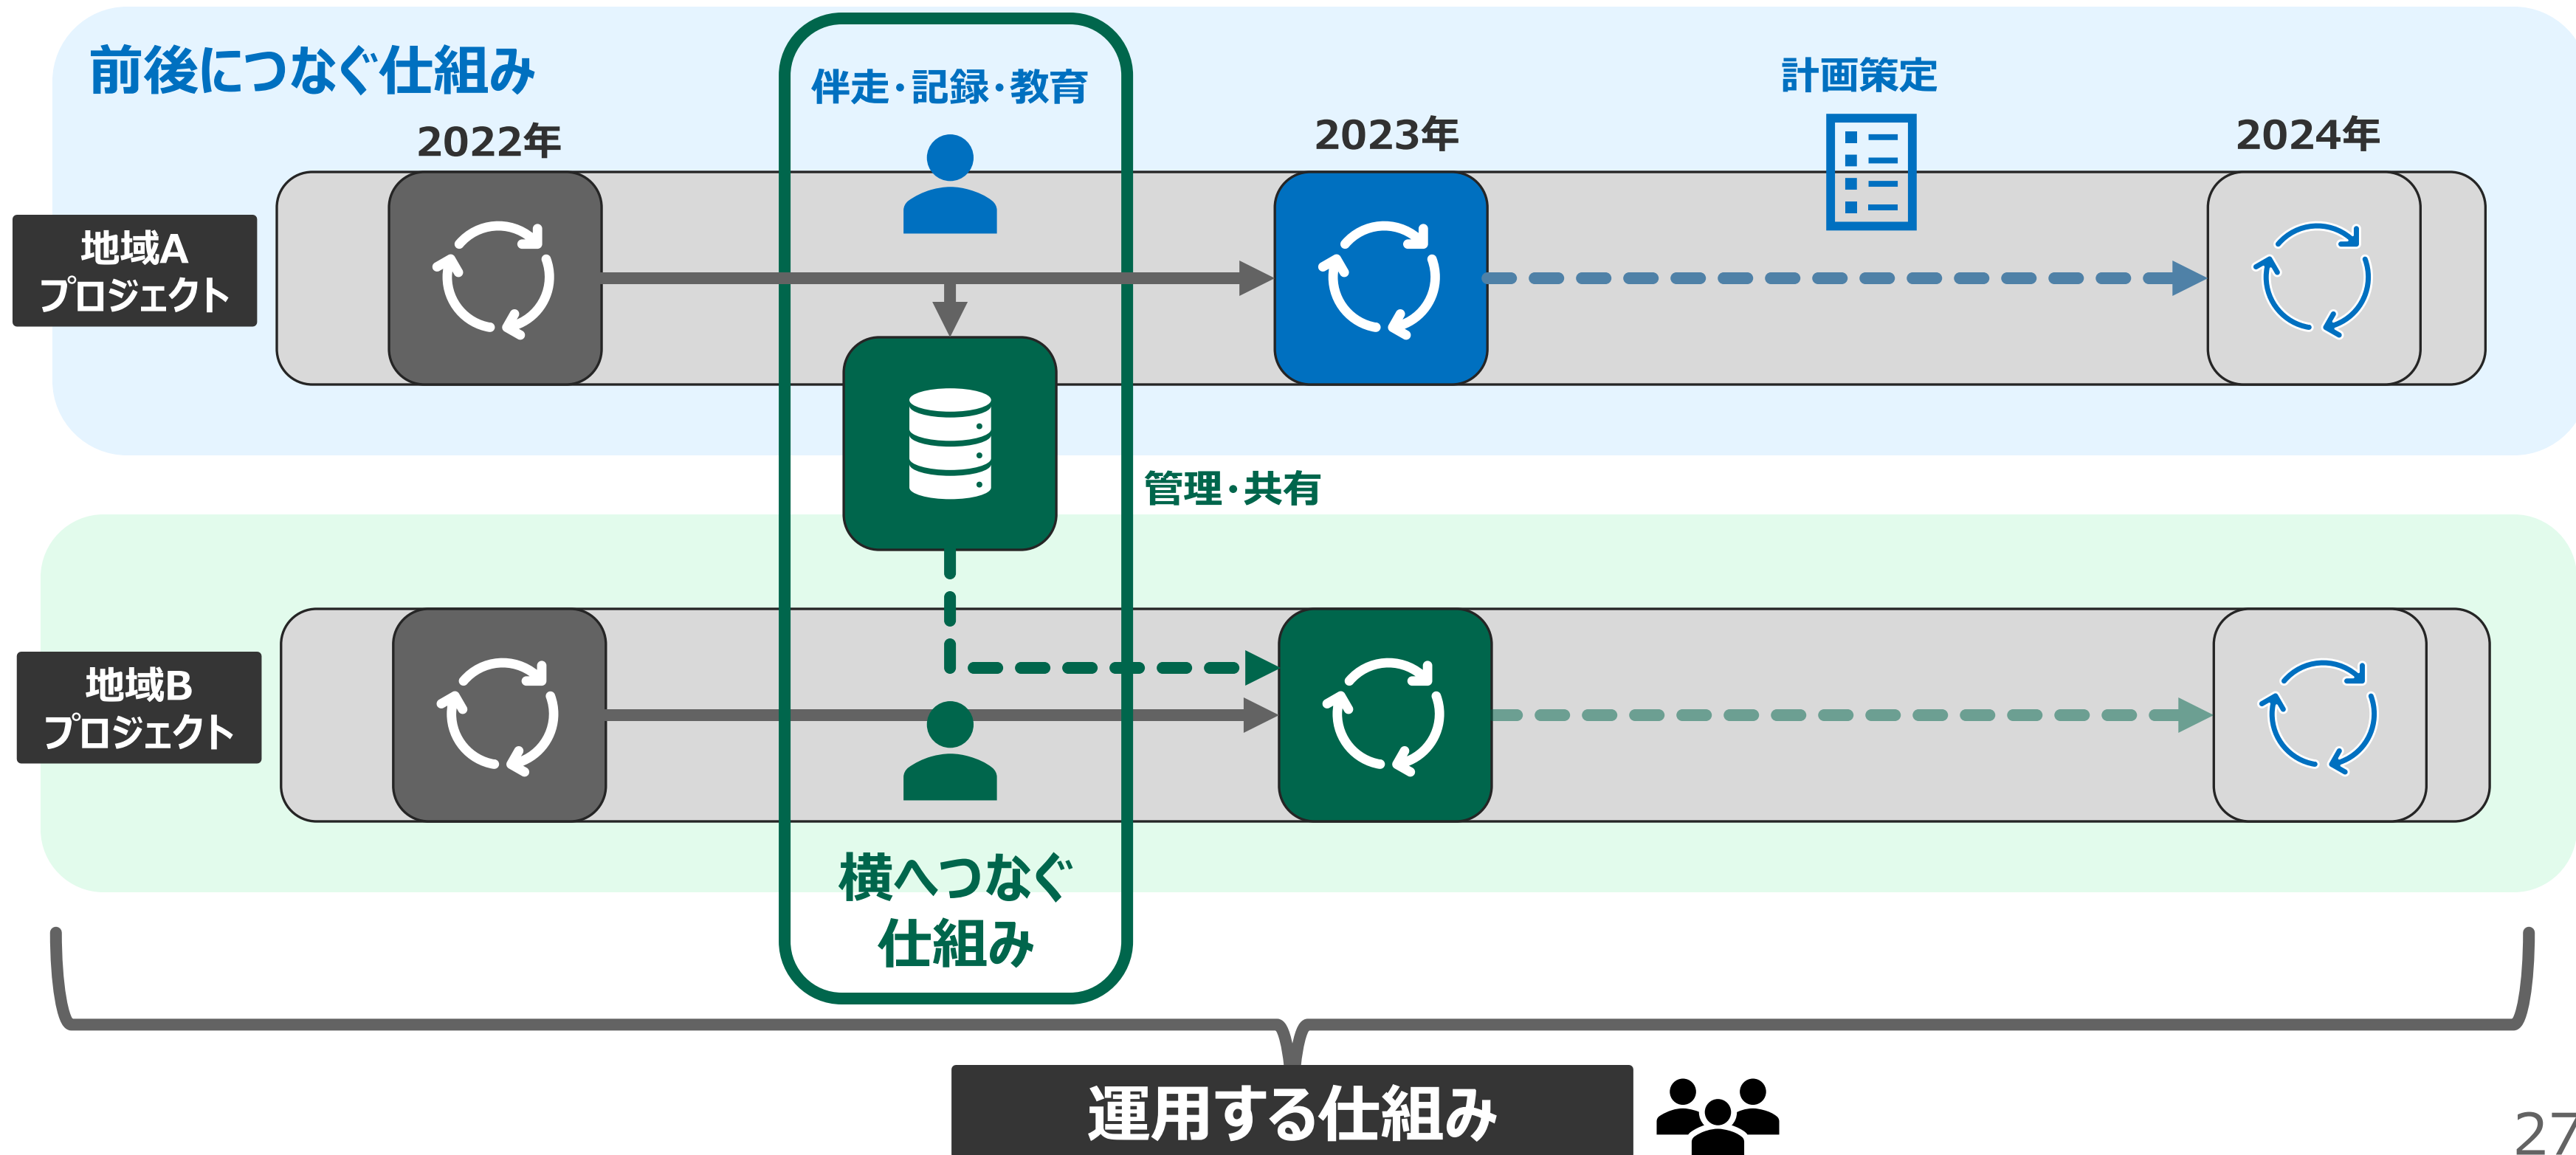 前後につなぐ仕組み
伴走・記録・教育
計画策定
2022年
2023年
2024年
地域A
プロジェクト
管理・共有
地域B
プロジェクト
横へつなぐ
仕組み
運用する仕組み
27